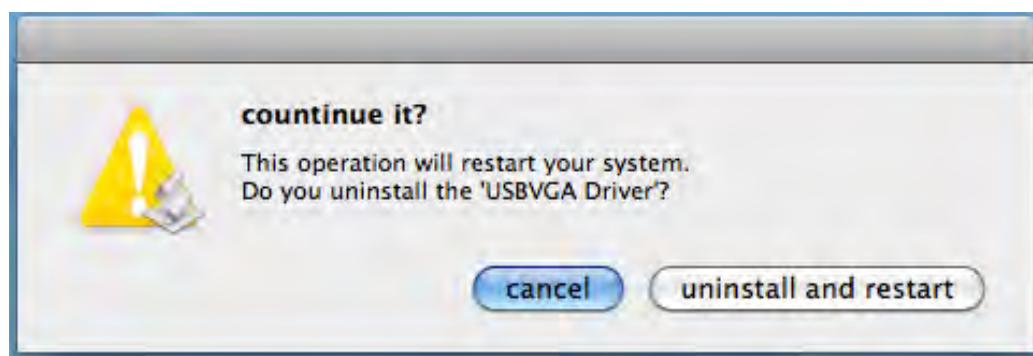 countinue it?
This operation will restart your system.
Do you uninstall the 'USBVGA Driver'?
cancel
uninstall and restart